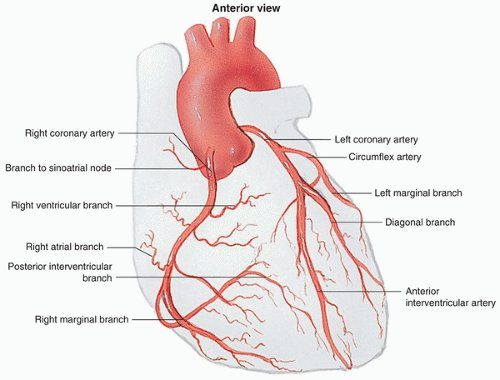 Anterior view
Right coronary artery
Branch to sinoatrial node
Right ventricular branch
Right atrial branch
Posterior interventricular
branch
Right marginal branch
Left coronary artery
Circumflex artery
Left marginal branch
Diagonal branch
Anterior
interventricular artery